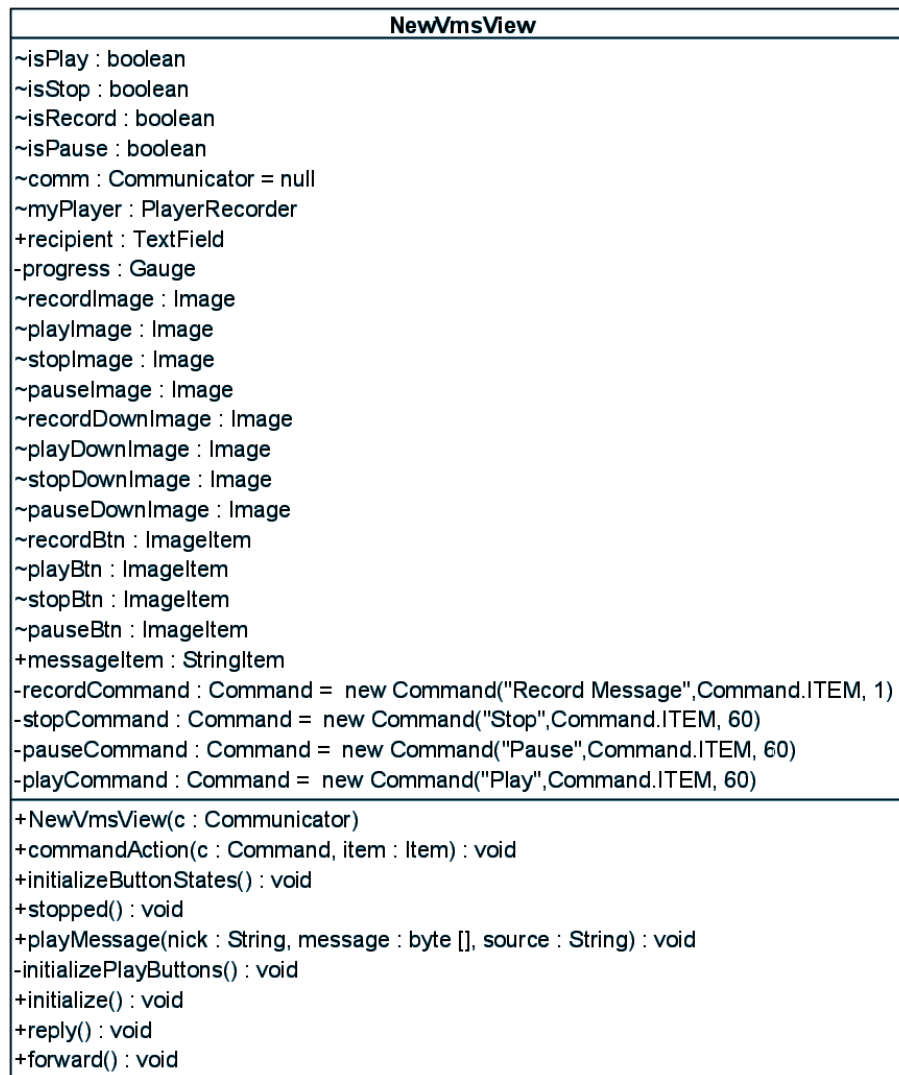 NewVmsView
~isPlay : boolean
~isStop : boolean
~isRecord : boolean
~isPause : boolean
~comm : Communicator = null
~myPlayer : PlayerRecorder
+recipient : TextField
-progress : Gauge
~recordImage : Image
~playImage : Image
~stopImage : Image
~pauseImage : Image
~recordDownImage : Image
~playDownImage : Image
~stopDownImage : Image
~pauseDownImage : Image
~recordBtn : ImageItem
~playBtn : ImageItem
~stopBtn : ImageItem
~pauseBtn : ImageItem
+messageItem : StringItem
-recordCommand : Command = new Command("Record Message",Command.ITEM, 1)
-stopCommand : Command = new Command("Stop",Command.ITEM, 60)
-pauseCommand : Command = new Command("Pause",Command.ITEM, 60)
-playCommand : Command = new Command("Play",Command.ITEM, 60)
+NewVmsView(c : Communicator)
+commandAction(c : Command, item : Item) : void
+initializeButtonStates() : void
+stopped() : void
+playMessage(nick : String, message : byte [], source : String) : void
-initializePlayButtons() : void
+initialize() : void
+reply() : void
+forward() : void